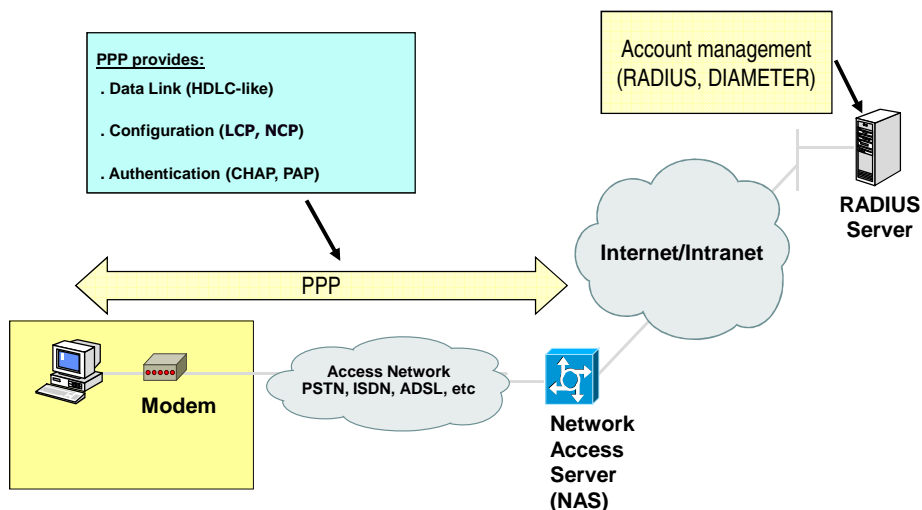 PPP provides:
. Data Link (HDLC-like)
. Configuration (LCP, NCP)
. Authentication (CHAP, PAP)
Account management
(RADIUS, DIAMETER)
RADIUS
Server
Internet/Intranet
PPP
Modem
Access Network
PSTN, ISDN, ADSL, etc
Network
Access
Server
(NAS)